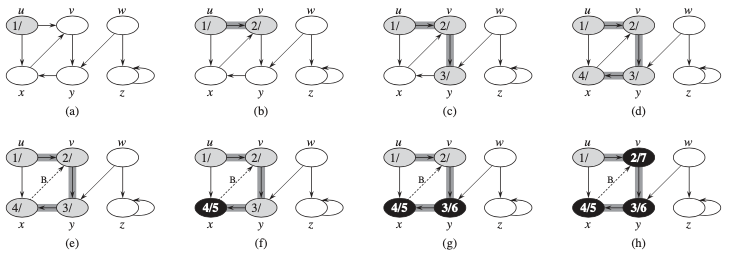 u v w u v w u v w u v w
1/ 1/ 2/ 1/ 2/ 1/ 2/
3/ 4/ 3/
x y z x y z x y z x y z
(a) (b) (c) (d)
u v w u v w u v w u v w
1/ 2/ 1/ 2/ 1/ 2/ 1/ 2/7
B B B B
4/ 3/ 4/5 3/ 4/5 3/6 4/5 3/6
x y z x y z x y z x y z
(e) (f) (g) (h)